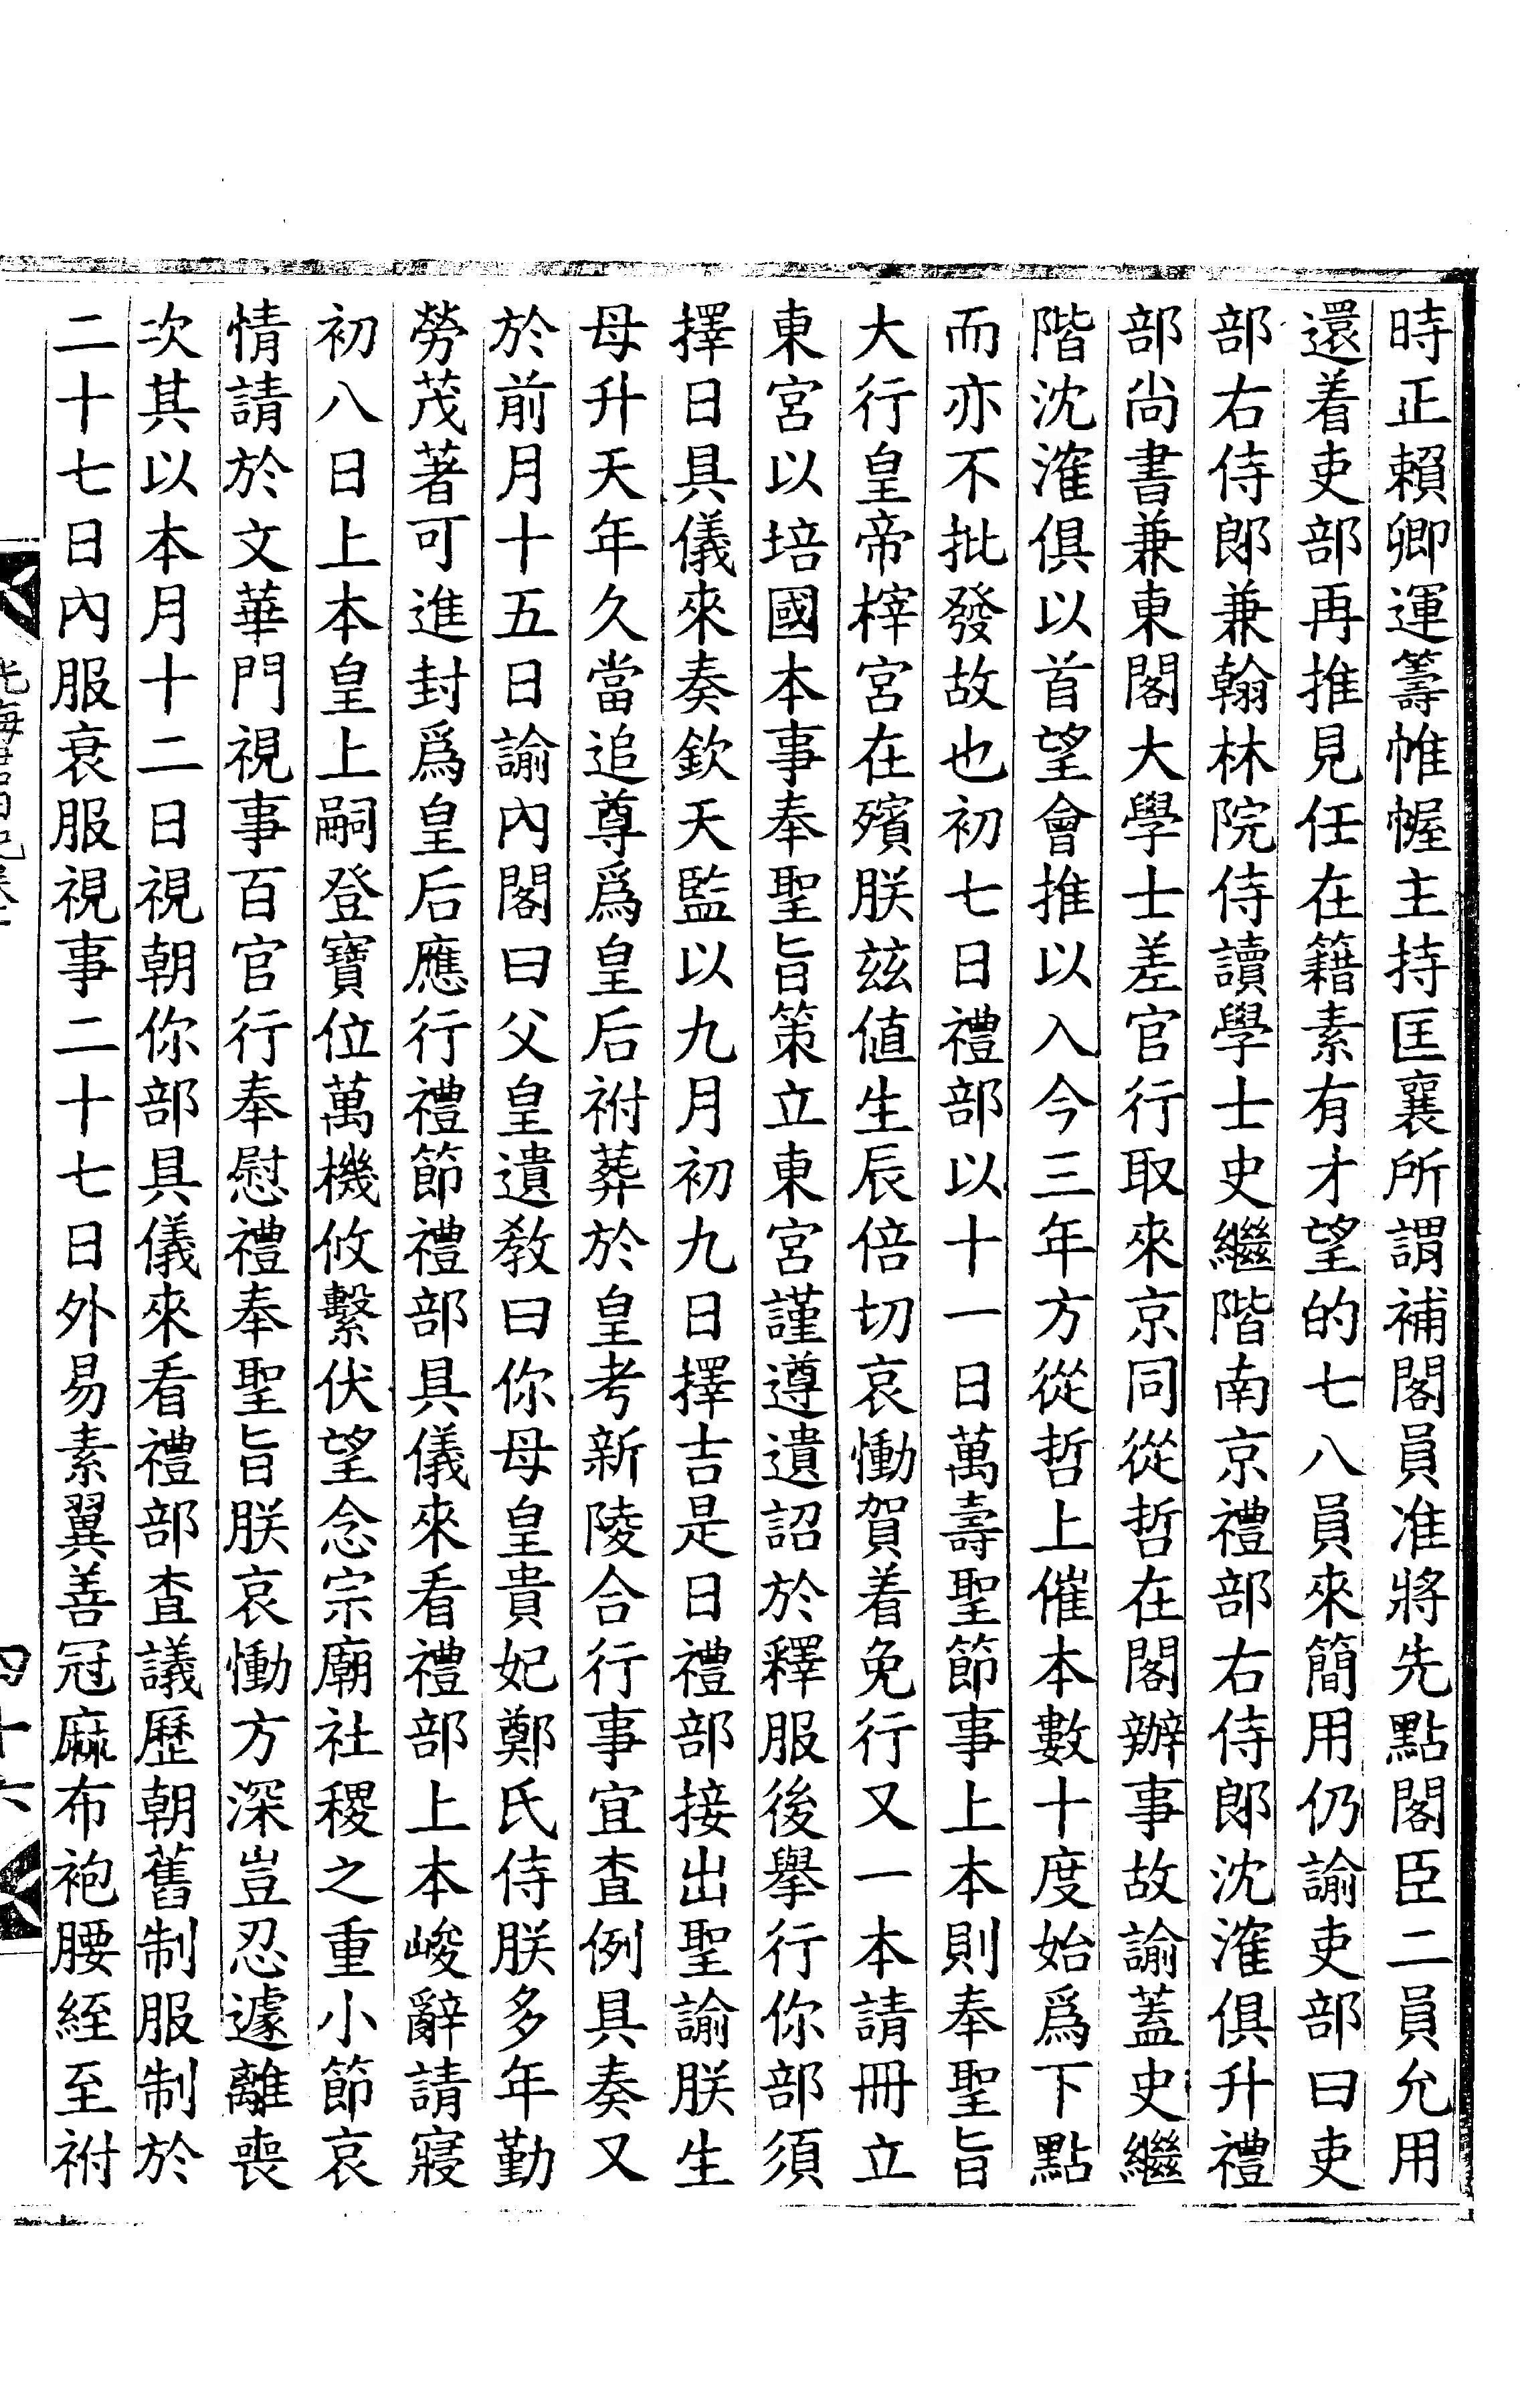 時正賴卿運籌帷幄主持匡襄所謂補閣員准將先點閣臣二員允用
還着吏部再推見任在籍素有才望的七八員來簡用仍諭吏部曰吏
部右侍郞兼翰林院侍讀學士史繼階南京禮部右侍郞沈㴶俱升禮
部尙書兼東閣大學士差官行取來京同從哲在閣辦事故諭蓋史繼
階沈㴶俱以首望會推以入今三年方從哲上催本數十度始爲下點
而亦不批發故也初七日禮部以十一日萬壽聖節事上本則奉聖旨
大行皇帝梓宮在殯朕玆値生辰倍切哀慟賀着免行又一本請冊立
東宮以培國本事奉聖旨策立東宮謹遵遺詔於釋服後擧行你部須
擇日具儀來奏欽天監以九月初九日擇吉是日禮部接出聖諭朕生
母升天年久當追尊爲皇后祔葬於皇考新陵合行事宜査例具奏又
於前月十五日諭內閣曰父皇遺敎曰你母皇貴妃鄭氏侍朕多年勤
勞茂著可進封爲皇后應行禮節禮部具儀來看禮部上本峻辭請寢
初八日上本皇上嗣登寶位萬機攸繫伏望念宗廟社稷之重小節哀
情請於文華門視事百官行奉慰禮奉聖旨朕哀慟方深豈忍遽離喪
次其以本月十二日視朝你部具儀來看禮部査議歷朝舊制服制於
二十七日內服衰服視事二十七日外易素翼善冠麻布袍腰絰至祔
光海君日記卷
四十六